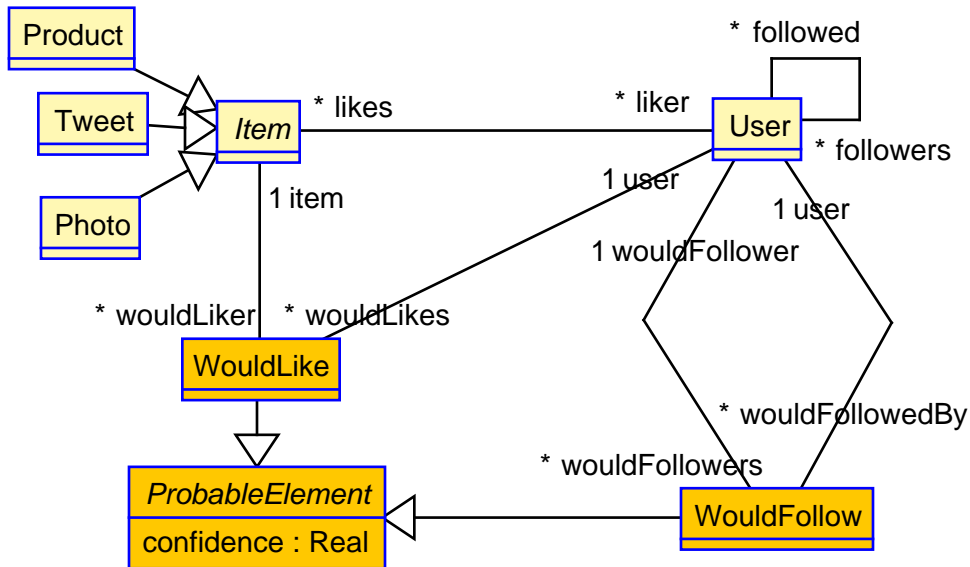 Product
* followed
Tweet
Item
* likes
* liker
User
* followers
Photo
1 item
1 user
1 user
1 wouldFollower
* wouldLiker
* wouldLikes
WouldLike
* wouldFollowedBy
* wouldFollowers
ProbableElement
confidence : Real
WouldFollow